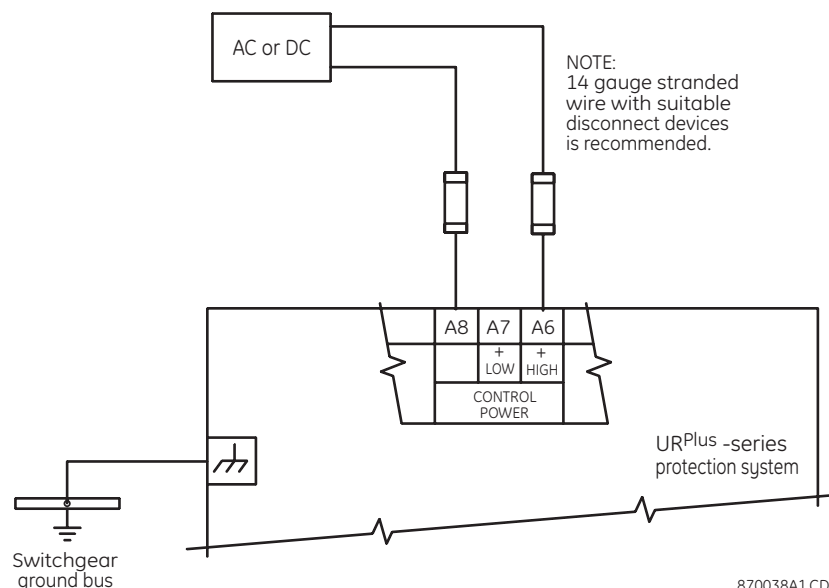 AC or DC
NOTE:
14 gauge stranded
wire with suitable
disconnect devices
is recommended.
A8 A7 A6
+ +
LOW HIGH
CONTROL
POWER
URPlus -series
protection system
Switchgear
ground bus
870038A1.CD